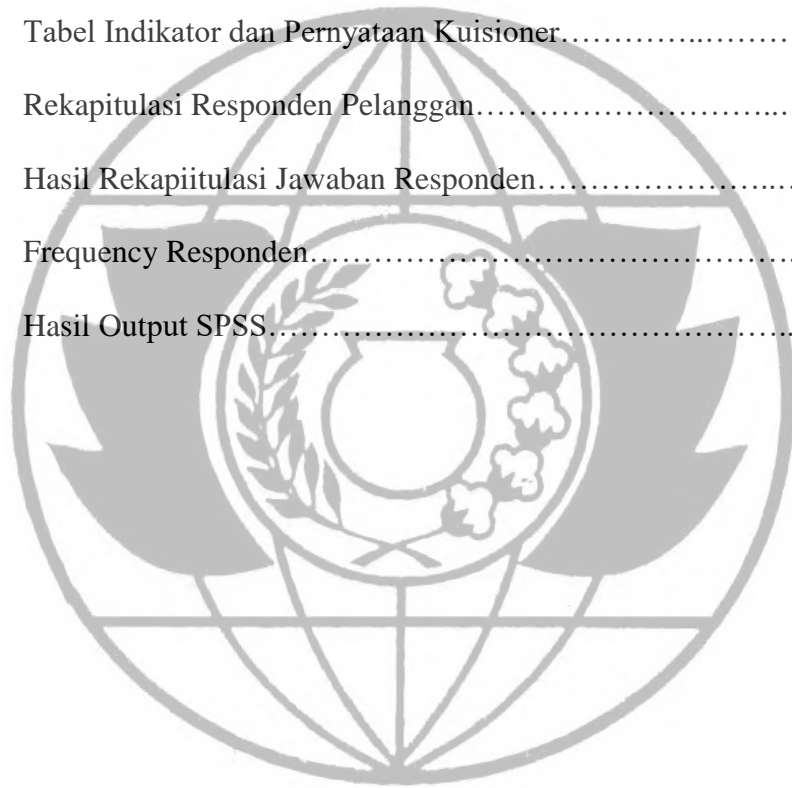 Tabel Indikator dan Pernyataan Kuisioner…………..………
Rekapitulasi Responden Pelanggan………………………..…
Hasil Rekapiitulasi Jawaban Responden…………………..…
Frequency Responden……………………………………………
Hasil Output SPSS………………………………………………..